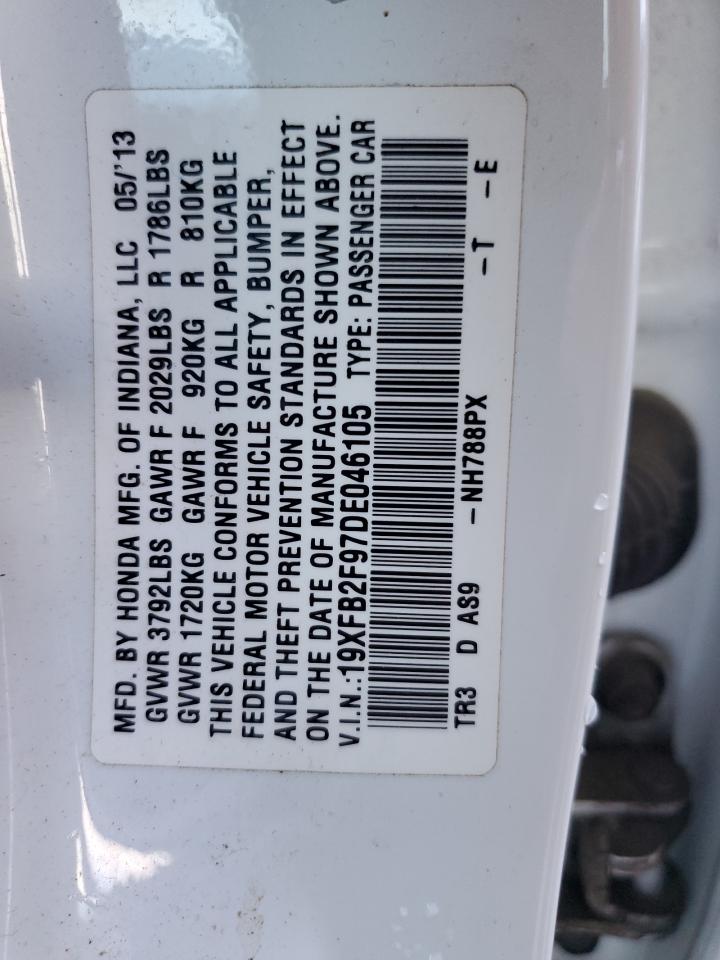 MFD. BY HONDA MFG. OF INDIANA, LLC 05/'13
GVWR 3792LBS GAWR F 2029LBS R 1786LBS
GVWR 1720KG GAWR F 920KG R 810KG
THIS VEHICLE CONFORMS TO ALL APPLICABLE
FEDERAL MOTOR VEHICLE SAFETY, BUMPER,
AND THEFT PREVENTION STANDARDS IN EFFECT
ON THE DATE OF MANUFACTURE SHOWN ABOVE.
V.I.N.:19XFB2F97DE046105 TYPE: PASSENGER CAR
TR3 D AS9 -NH788PX -T -E